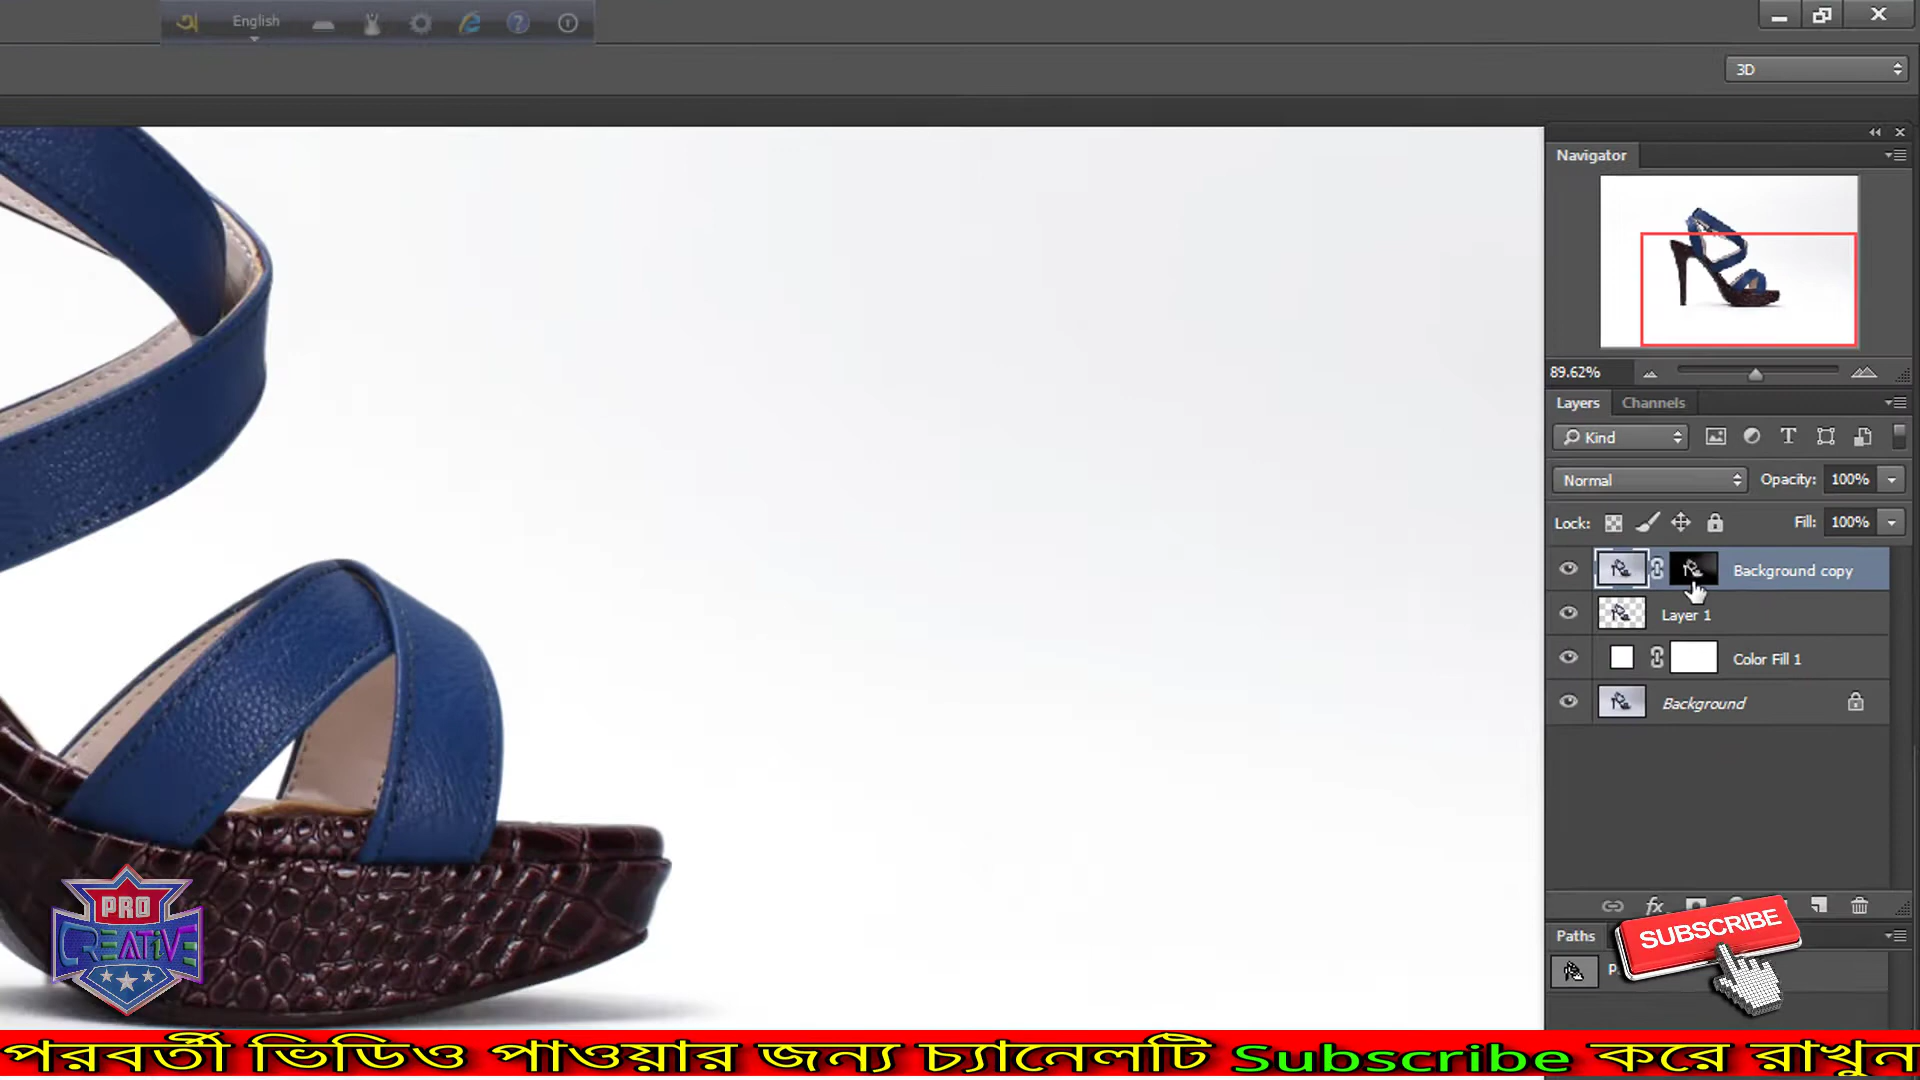 English
3D
Navigator
89.62%
Layers Channels
Kind
Normal Opacity: 100%
Lock: Fill: 100%
Background copy
Layer 1
Color Fill 1
Background
fx
Paths
SUBSCRIBE
PRO
CREATiVE
পরবর্তী ভিডিও পাওয়ার জন্য চ্যানেলটি Subscribe করে রাখুন